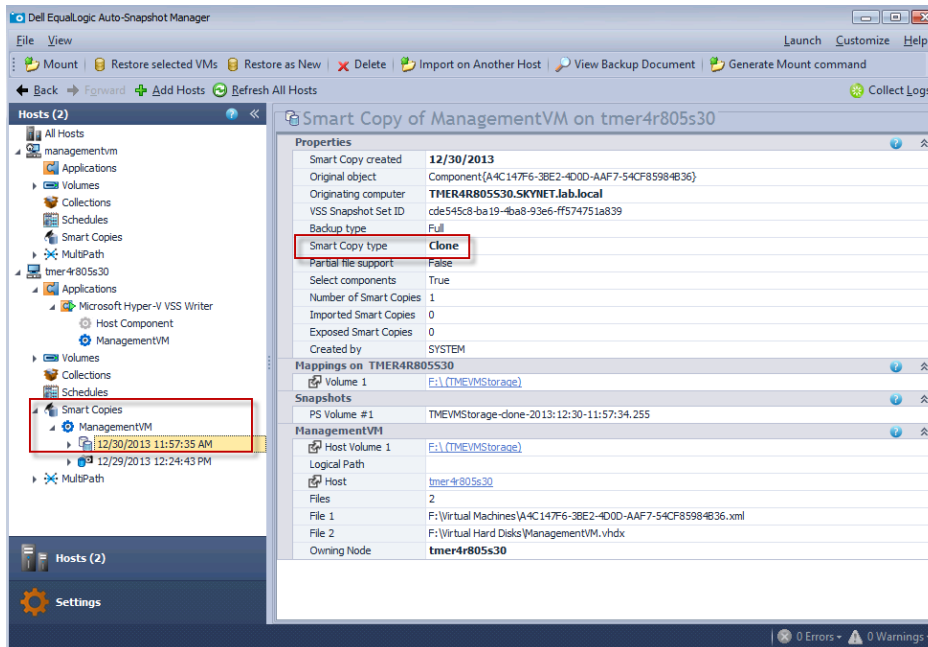 Dell EqualLogic Auto-Snapshot Manager
File View Launch Customize Help
Mount Restore selected VMs Restore as New Delete Import on Another Host View Backup Document Generate Mount command
Back Forward Add Hosts Refresh All Hosts Collect Logs
Hosts (2)
All Hosts
managementvm
Applications
Volumes
Collections
Schedules
Smart Copies
MultiPath
tmer4r805s30
Applications
Microsoft Hyper-V VSS Writer
Host Component
ManagementVM
Volumes
Collections
Schedules
Smart Copies
ManagementVM
12/30/2013 11:57:35 AM
12/29/2013 12:24:43 PM
MultiPath
Hosts (2)
Settings
Smart Copy of ManagementVM on tmer4r805s30
Properties
Smart Copy created 12/30/2013
Original object Component{A4C147F6-3BE2-4D0D-AAF7-54CF85984B36}
Originating computer TMER4R805S30.SKYNET.lab.local
VSS Snapshot Set ID cde545c8-ba19-4ba8-93e6-ff574751a839
Backup type Full
Smart Copy type Clone
Partial file support False
Select components True
Number of Smart Copies 1
Imported Smart Copies 0
Exposed Smart Copies 0
Created by SYSTEM
Mappings on TMER4R805S30
Volume 1 F:\ (TMEVMStorage)
Snapshots
PS Volume #1 TMEVMStorage-clone-2013:12:30-11:57:34.255
ManagementVM
Host Volume 1 F:\ (TMEVMStorage)
Logical Path
Host tmer4r805s30
Files 2
File 1 F:\Virtual Machines\A4C147F6-3BE2-4D0D-AAF7-54CF85984B36.xml
File 2 F:\Virtual Hard Disks\ManagementVM.vhdx
Owning Node tmer4r805s30
0 Errors 0 Warnings